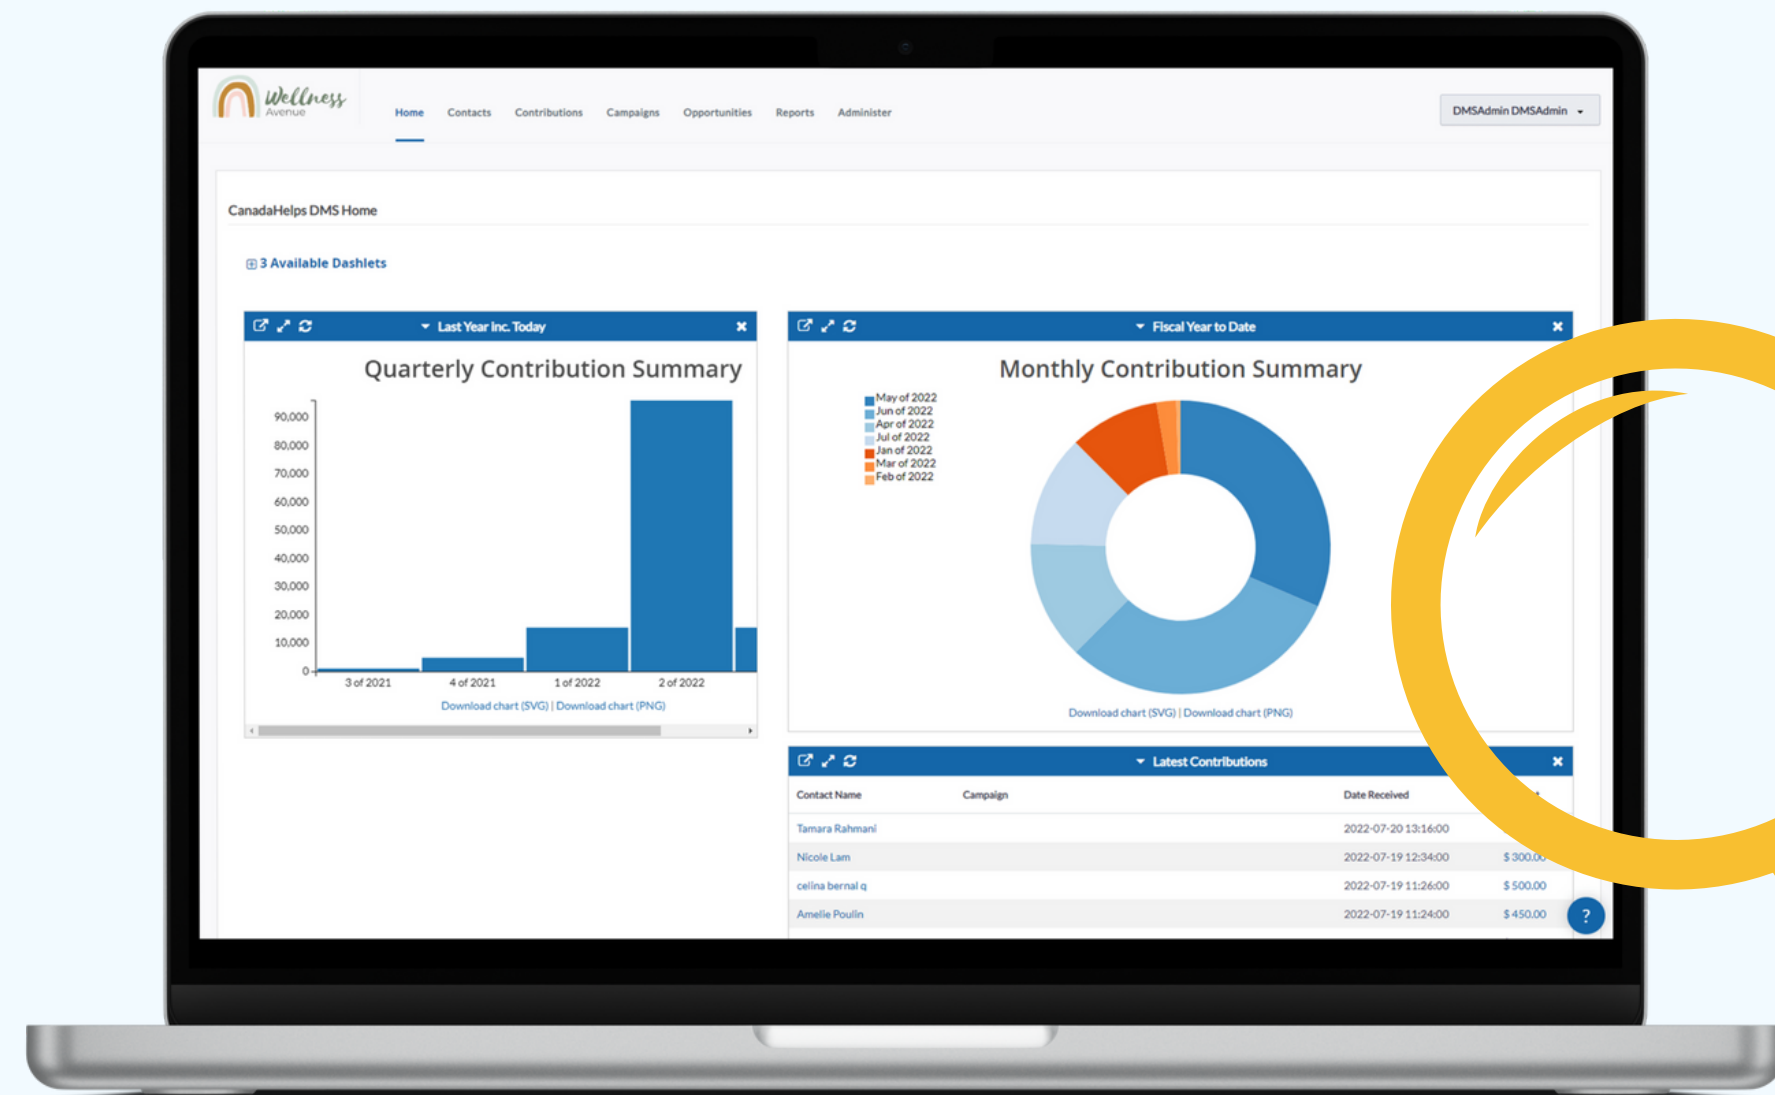 Wellness
Avenue
Home Contacts Contributions Campaigns Opportunities Reports Administer
DMSAdmin DMSAdmin
CanadaHelps DMS Home
3 Available Dashlets
Last Year inc. Today
Quarterly Contribution Summary
90,000
80,000
70,000
60,000
50,000
40,000
30,000
20,000
10,000
0
3 of 2021 4 of 2021 1 of 2022 2 of 2022
Download chart (SVG) | Download chart (PNG)
Fiscal Year to Date
Monthly Contribution Summary
May of 2022
Jun of 2022
Apr of 2022
Jul of 2022
Jan of 2022
Mar of 2022
Feb of 2022
Download chart (SVG) | Download chart (PNG)
Latest Contributions
Contact Name Campaign Date Received
Tamara Rahmani 2022-07-20 13:16:00
Nicole Lam 2022-07-19 12:34:00 $ 300.00
celina bernal q 2022-07-19 11:26:00 $ 500.00
Amelie Poulin 2022-07-19 11:24:00 $ 450.00
?